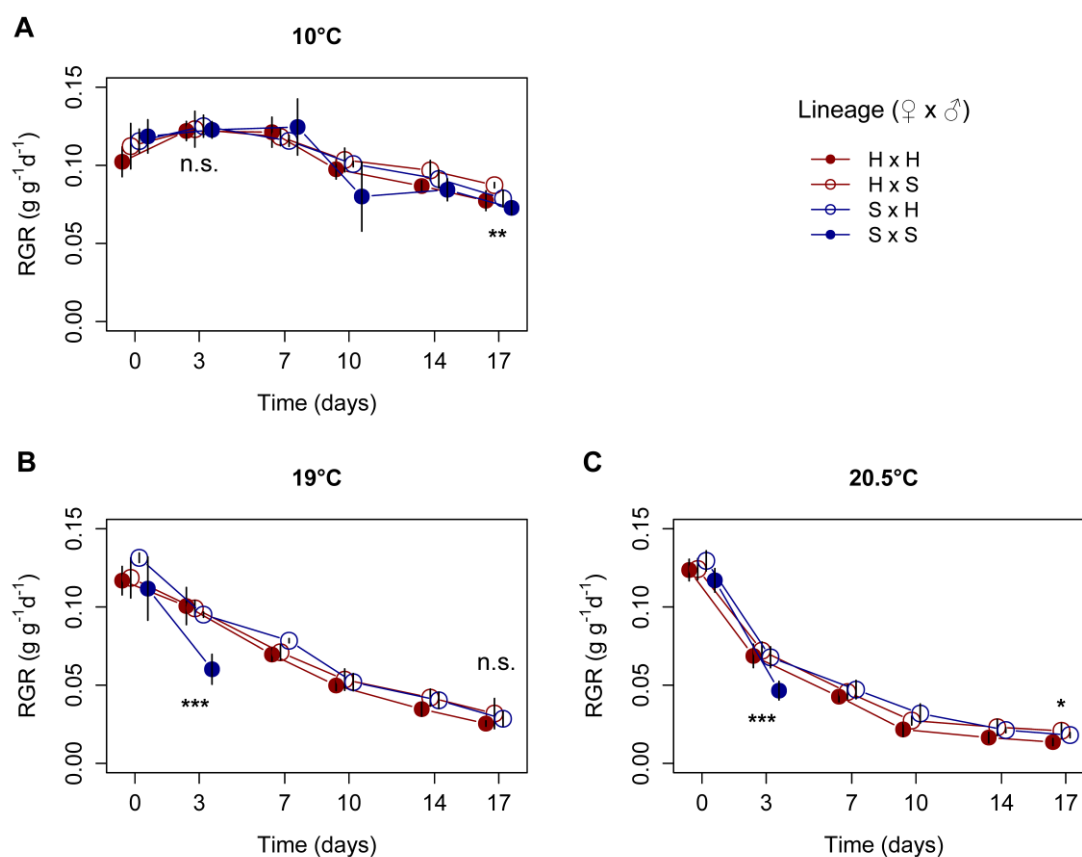 A
10°C
RGR (g g⁻¹d⁻¹)
0.15
0.10
0.05
0.00
n.s.
**
0 3 7 10 14 17
Time (days)
Lineage (♀ x ♂)
H x H
H x S
S x H
S x S
B
19°C
RGR (g g⁻¹d⁻¹)
0.15
0.10
0.05
0.00
***
n.s.
0 3 7 10 14 17
Time (days)
C
20.5°C
RGR (g g⁻¹d⁻¹)
0.15
0.10
0.05
0.00
***
*
0 3 7 10 14 17
Time (days)